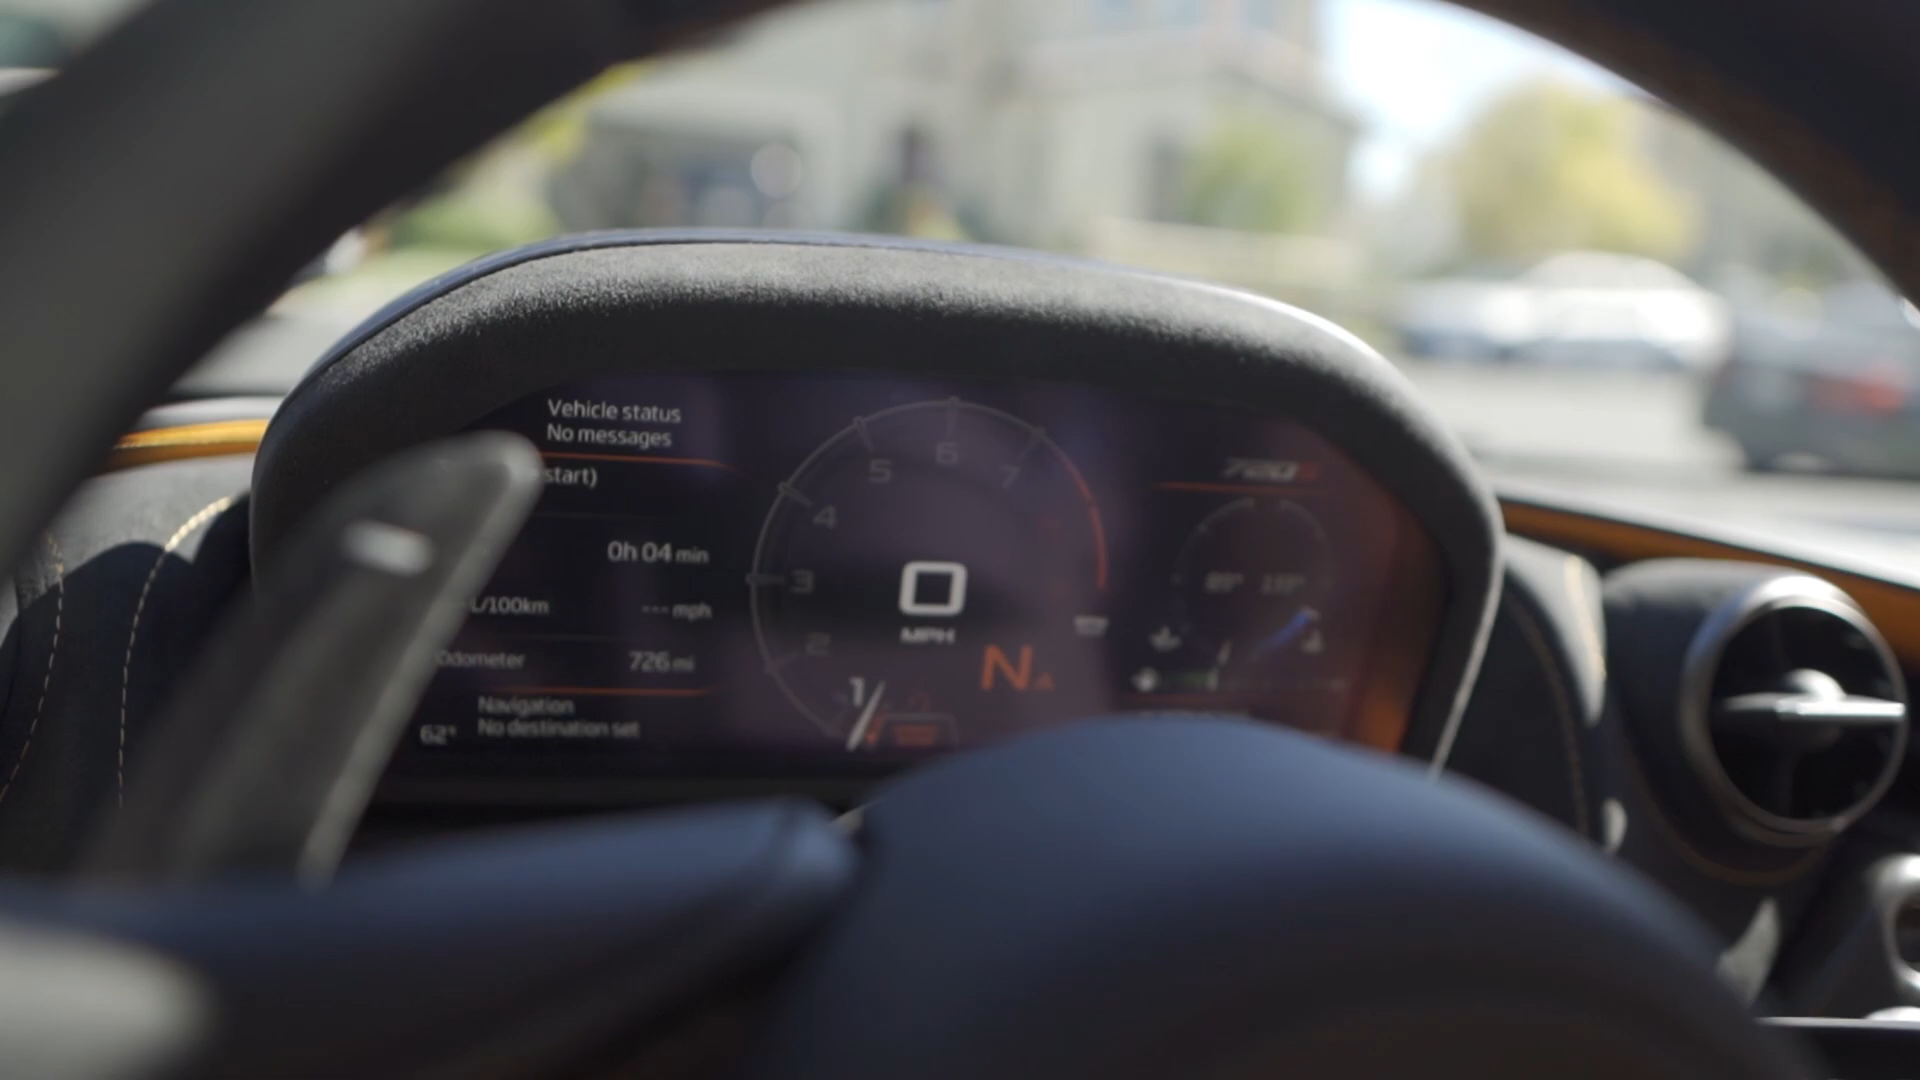 Vehicle status
No messages
start)
0h 04 min
L/100km --- mph
Odometer 726 mi
Navigation
No destination set
62°
1
2
3
4
5
6
7
0
MPH
N
720S